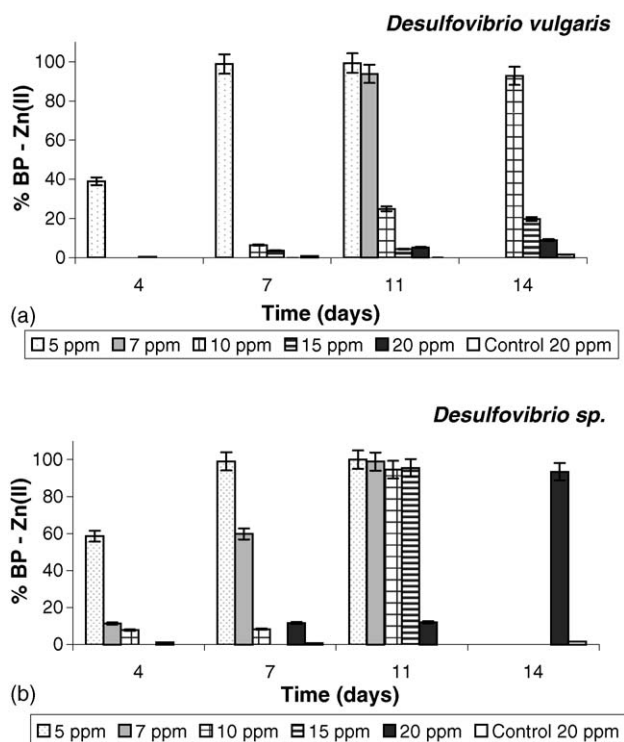 Desulfovibrio vulgaris
% BP - Zn(II)
100
80
60
40
20
0
4 7 11 14
Time (days)
(a)
5 ppm 7 ppm 10 ppm 15 ppm 20 ppm Control 20 ppm
Desulfovibrio sp.
% BP - Zn(II)
100
80
60
40
20
0
4 7 11 14
Time (days)
(b)
5 ppm 7 ppm 10 ppm 15 ppm 20 ppm Control 20 ppm